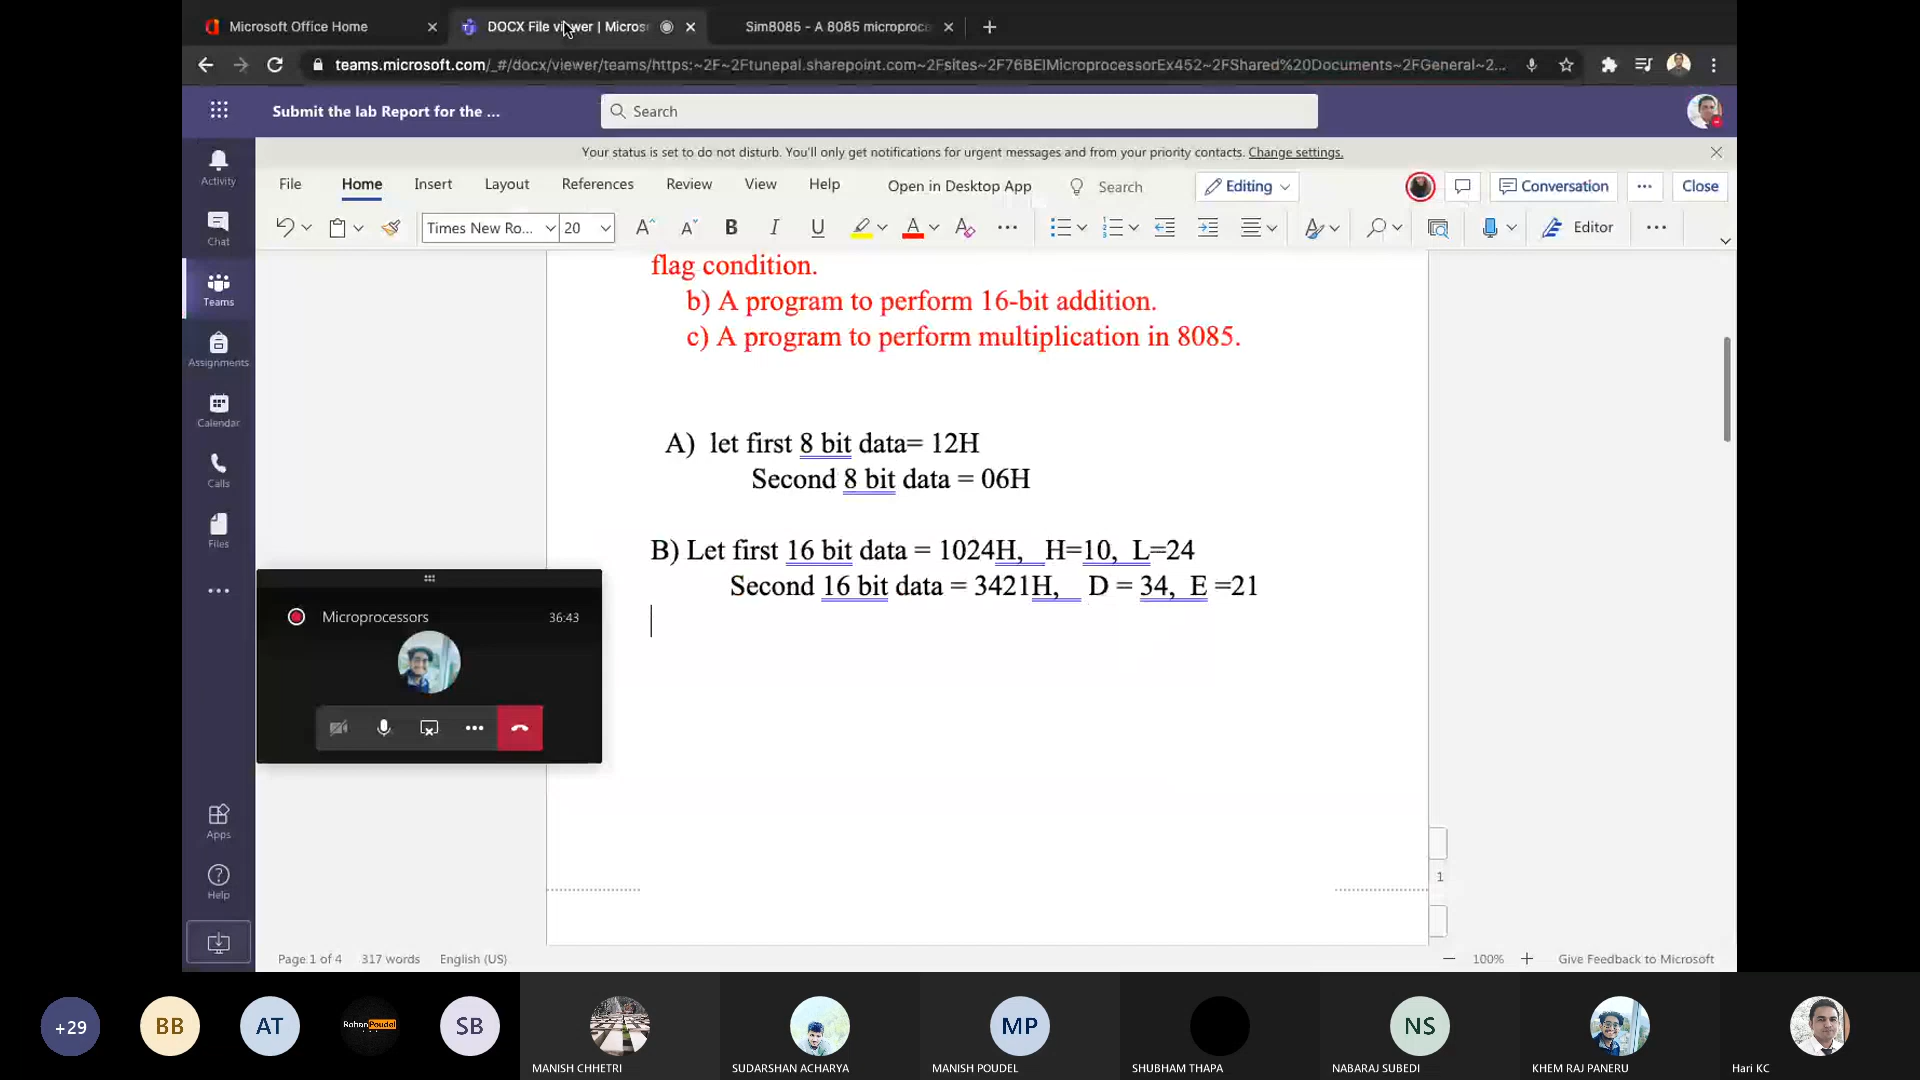 Microsoft Office Home
DOCX File viewer | Micros
Sim8085 - A 8085 microproc
teams.microsoft.com/_#/docx/viewer/teams/https:~2F~2Ftunepal.sharepoint.com~2Fsites~2F76BEIMicroprocessorEx452~2FShared%20Documents~2FGeneral~2...
Submit the lab Report for the ...
Search
Your status is set to do not disturb. You'll only get notifications for urgent messages and from your priority contacts. Change settings.
File Home Insert Layout References Review View Help Open in Desktop App Search Editing Conversation ... Close
Times New Ro... 20 A A B I U A A Editor
Activity
Chat
Teams
Assignments
Calendar
Calls
Files
Apps
Help
flag condition.
b) A program to perform 16-bit addition.
c) A program to perform multiplication in 8085.
A) let first 8 bit data= 12H
Second 8 bit data = 06H
B) Let first 16 bit data = 1024H, H=10, L=24
Second 16 bit data = 3421H, D = 34, E =21
Microprocessors 36:43
1
Page 1 of 4 317 words English (US) 100% Give Feedback to Microsoft
+29 BB AT Rohan Poudel SB MP NS
MANISH CHHETRI SUDARSHAN ACHARYA MANISH POUDEL SHUBHAM THAPA NABARAJ SUBEDI KHEM RAJ PANERU Hari KC